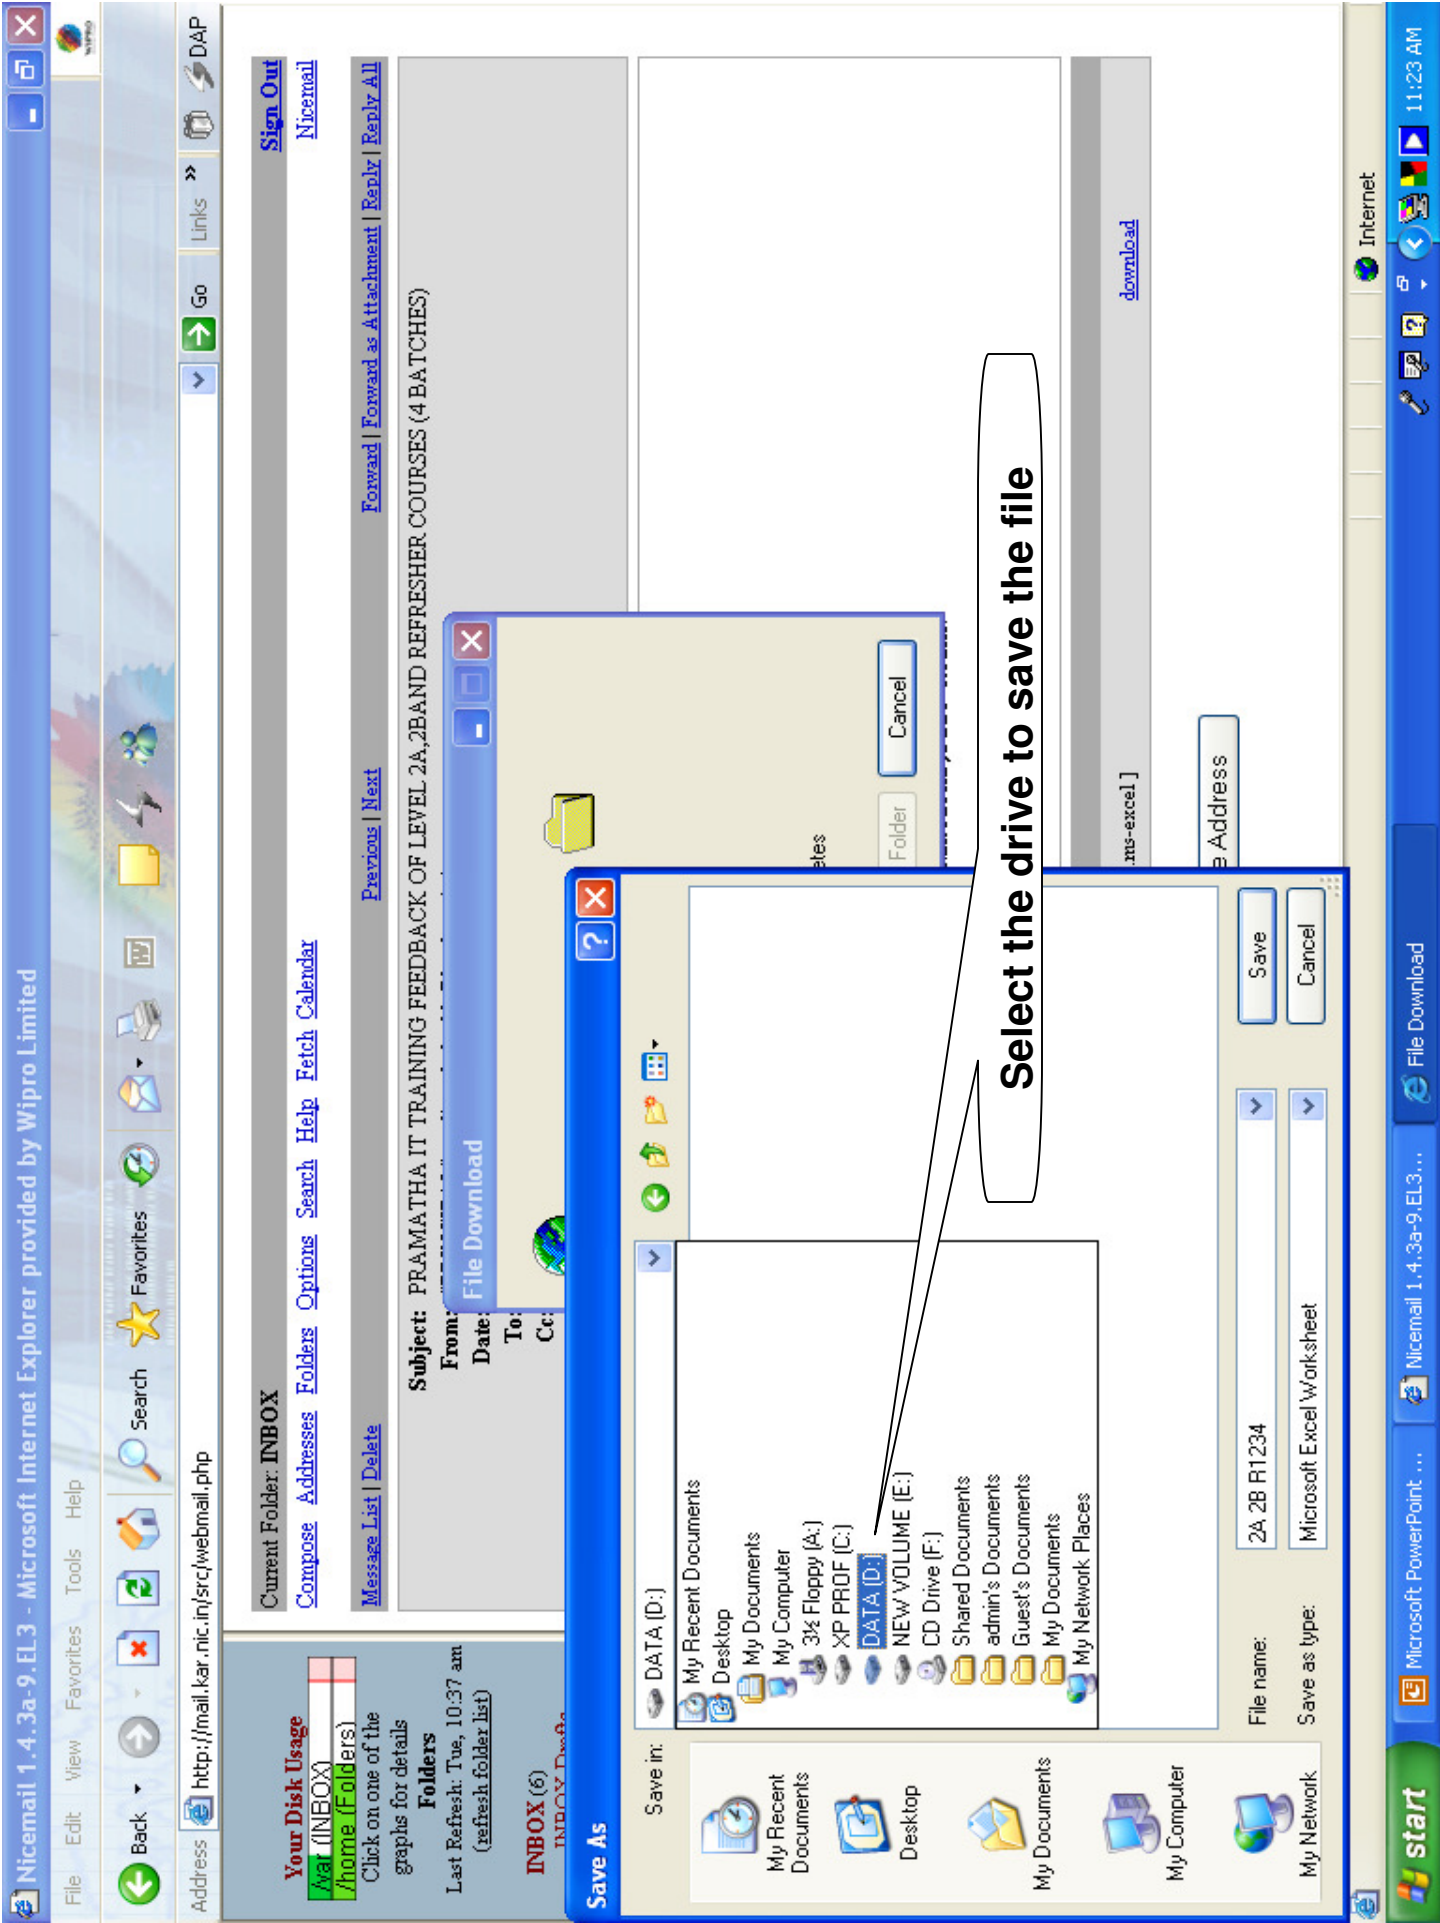 Nicemail 1.4.3a-9.EL3 - Microsoft Internet Explorer provided by Wipro Limited
File Edit View Favorites Tools Help
WIPRO
Back Search Favorites
Address http://mail.kar.nic.in/src/webmail.php Go Links » DAP
Your Disk Usage
/var (INBOX)
/home (Folders)
Click on one of the
graphs for details
Folders
Last Refresh: Tue, 10:37 am
(refresh folder list)
INBOX (6)
INBOX Drafts
Current Folder: INBOX Sign Out
Compose Addresses Folders Options Search Help Fetch Calendar Nicemail
Message List | Delete Previous | Next Forward | Forward as Attachment | Reply | Reply All
Subject: PRAMATHA IT TRAINING FEEDBACK OF LEVEL 2A,2BAND REFRESHER COURSES (4 BATCHES)
From:
Date:
To:
Cc:
File Download
etes
Folder Cancel
.ms-excel ] download
e Address
Save As
Save in: DATA (D:)
My Recent Documents
Desktop
My Documents
My Computer
3½ Floppy (A:)
XP PROF (C:)
DATA (D:)
NEW VOLUME (E:)
CD Drive (F:)
Shared Documents
admin's Documents
Guest's Documents
My Documents
My Network Places
My Recent
Documents
Desktop
My Documents
My Computer
My Network
File name: 2A 2B R1234 Save
Save as type: Microsoft Excel Worksheet Cancel
Select the drive to save the file
Internet
start Microsoft PowerPoint ... Nicemail 1.4.3a-9.EL3... File Download 11:23 AM